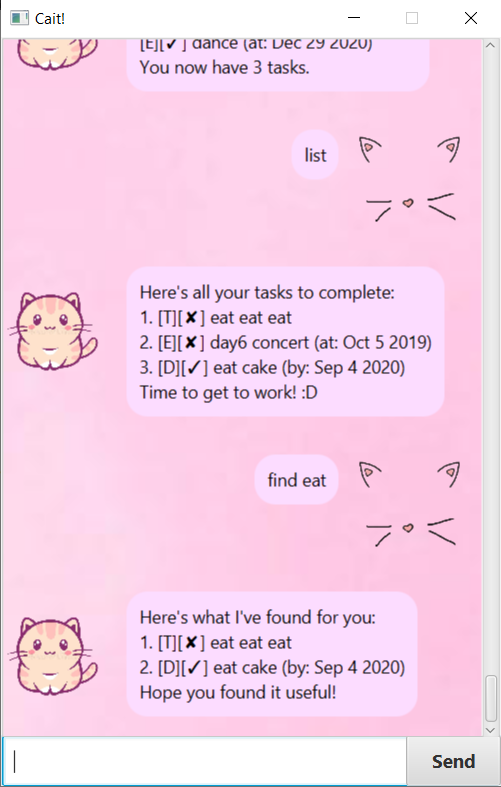 Cait!
[E][✓] dance (at: Dec 29 2020)
You now have 3 tasks.
list
Here's all your tasks to complete:
1. [T][✘] eat eat eat
2. [E][✘] day6 concert (at: Oct 5 2019)
3. [D][✓] eat cake (by: Sep 4 2020)
Time to get to work! :D
find eat
Here's what I've found for you:
1. [T][✘] eat eat eat
2. [D][✓] eat cake (by: Sep 4 2020)
Hope you found it useful!
Send